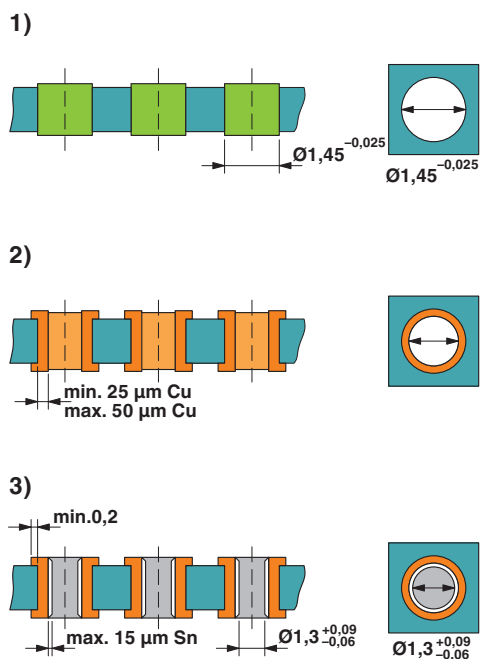 1)
Ø1,45 –0,025
Ø1,45 –0,025
2)
min. 25 µm Cu
max. 50 µm Cu
3)
min.0,2
max. 15 µm Sn
Ø1,3 +0,09 –0,06
Ø1,3 +0,09 –0,06